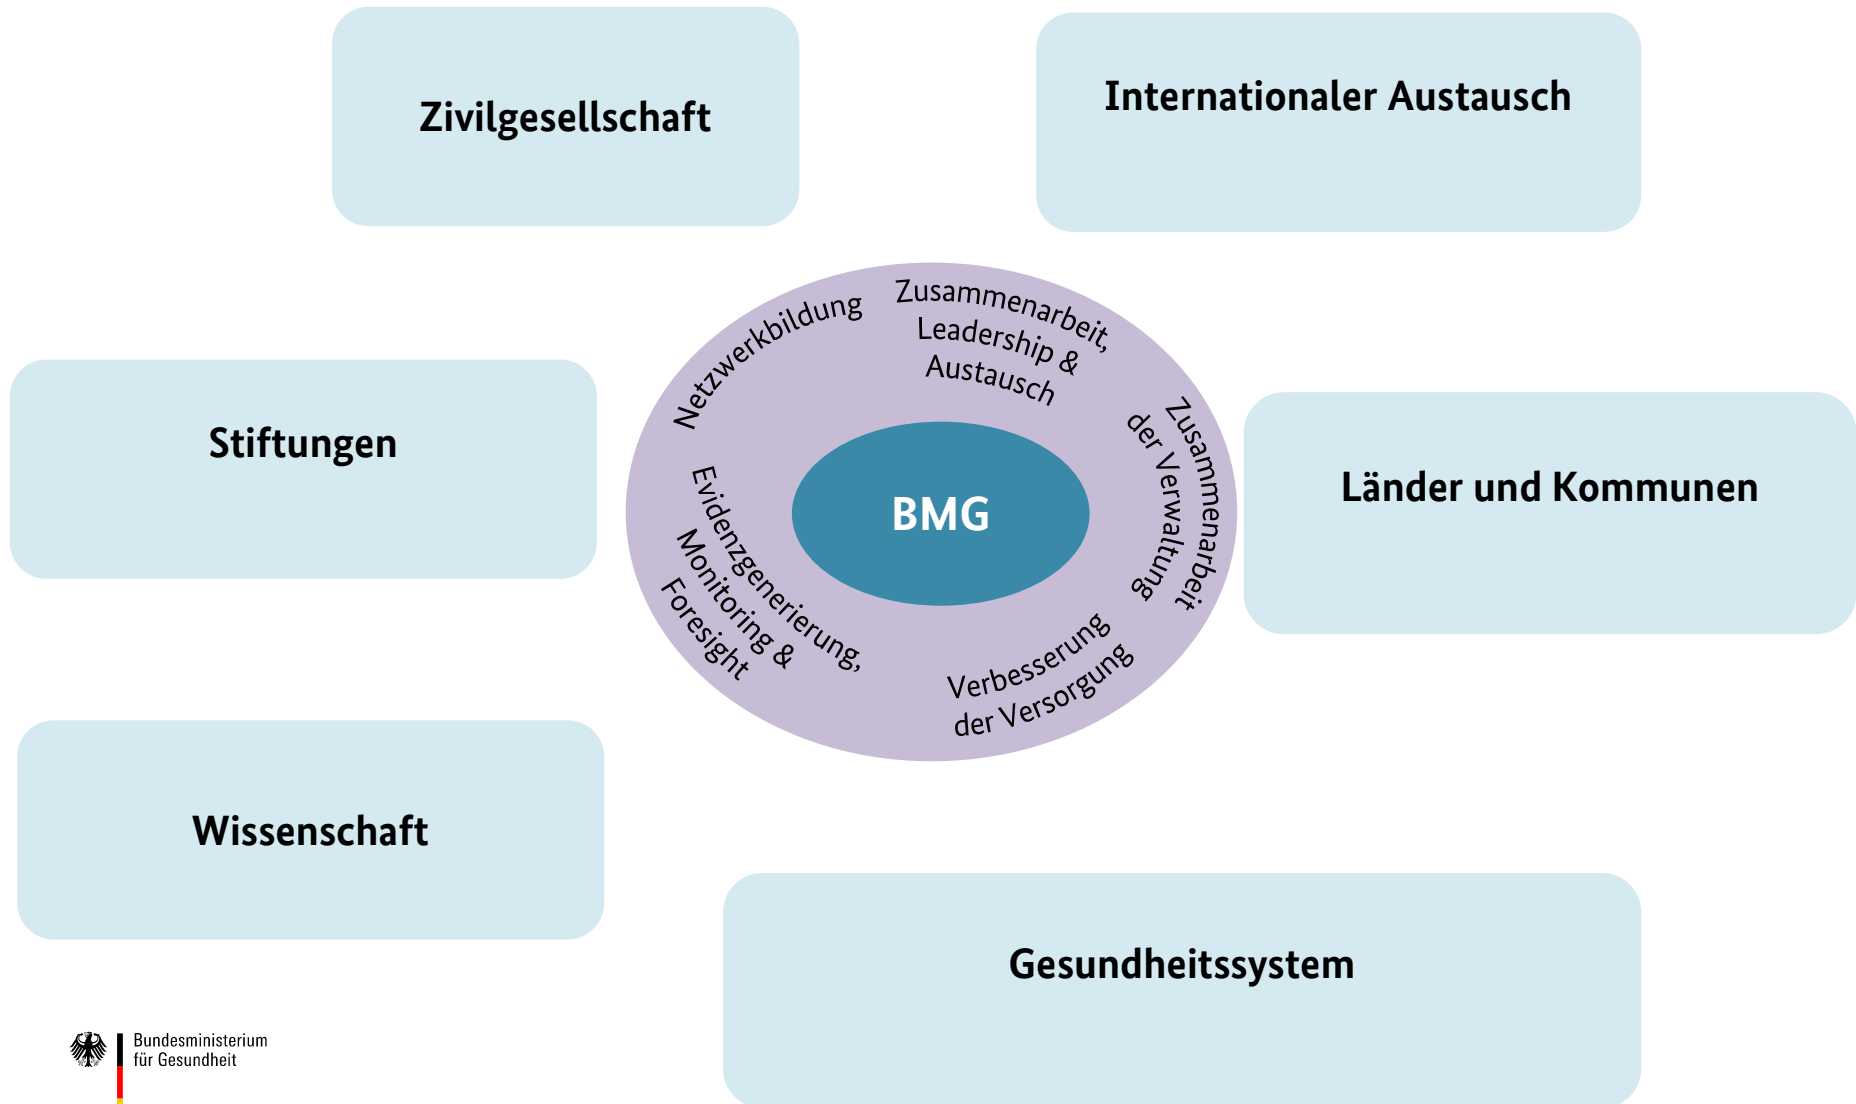 Zivilgesellschaft
Internationaler Austausch
Netzwerkbildung
Zusammenarbeit,
Leadership &
Austausch
Stiftungen
BMG
Zusammenarbeit
der Verwaltung
Länder und Kommunen
Evidenzgenerierung,
Monitoring &
Foresight
Verbesserung
der Versorgung
Wissenschaft
Gesundheitssystem
Bundesministerium
für Gesundheit